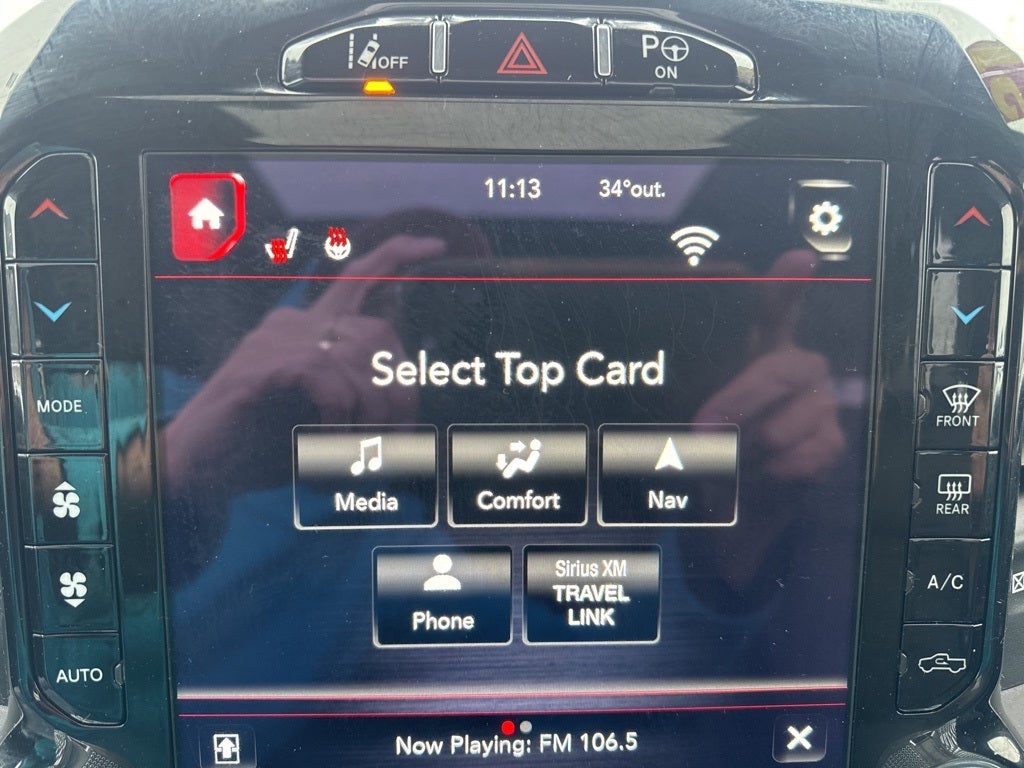 OFF
P
ON
11:13
34°out.
MODE
AUTO
FRONT
REAR
A/C
Select Top Card
Media
Comfort
Nav
Phone
Sirius XM
TRAVEL
LINK
Now Playing: FM 106.5